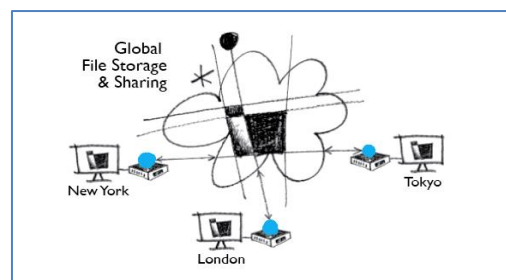 Global
File Storage
& Sharing
New York
Tokyo
London